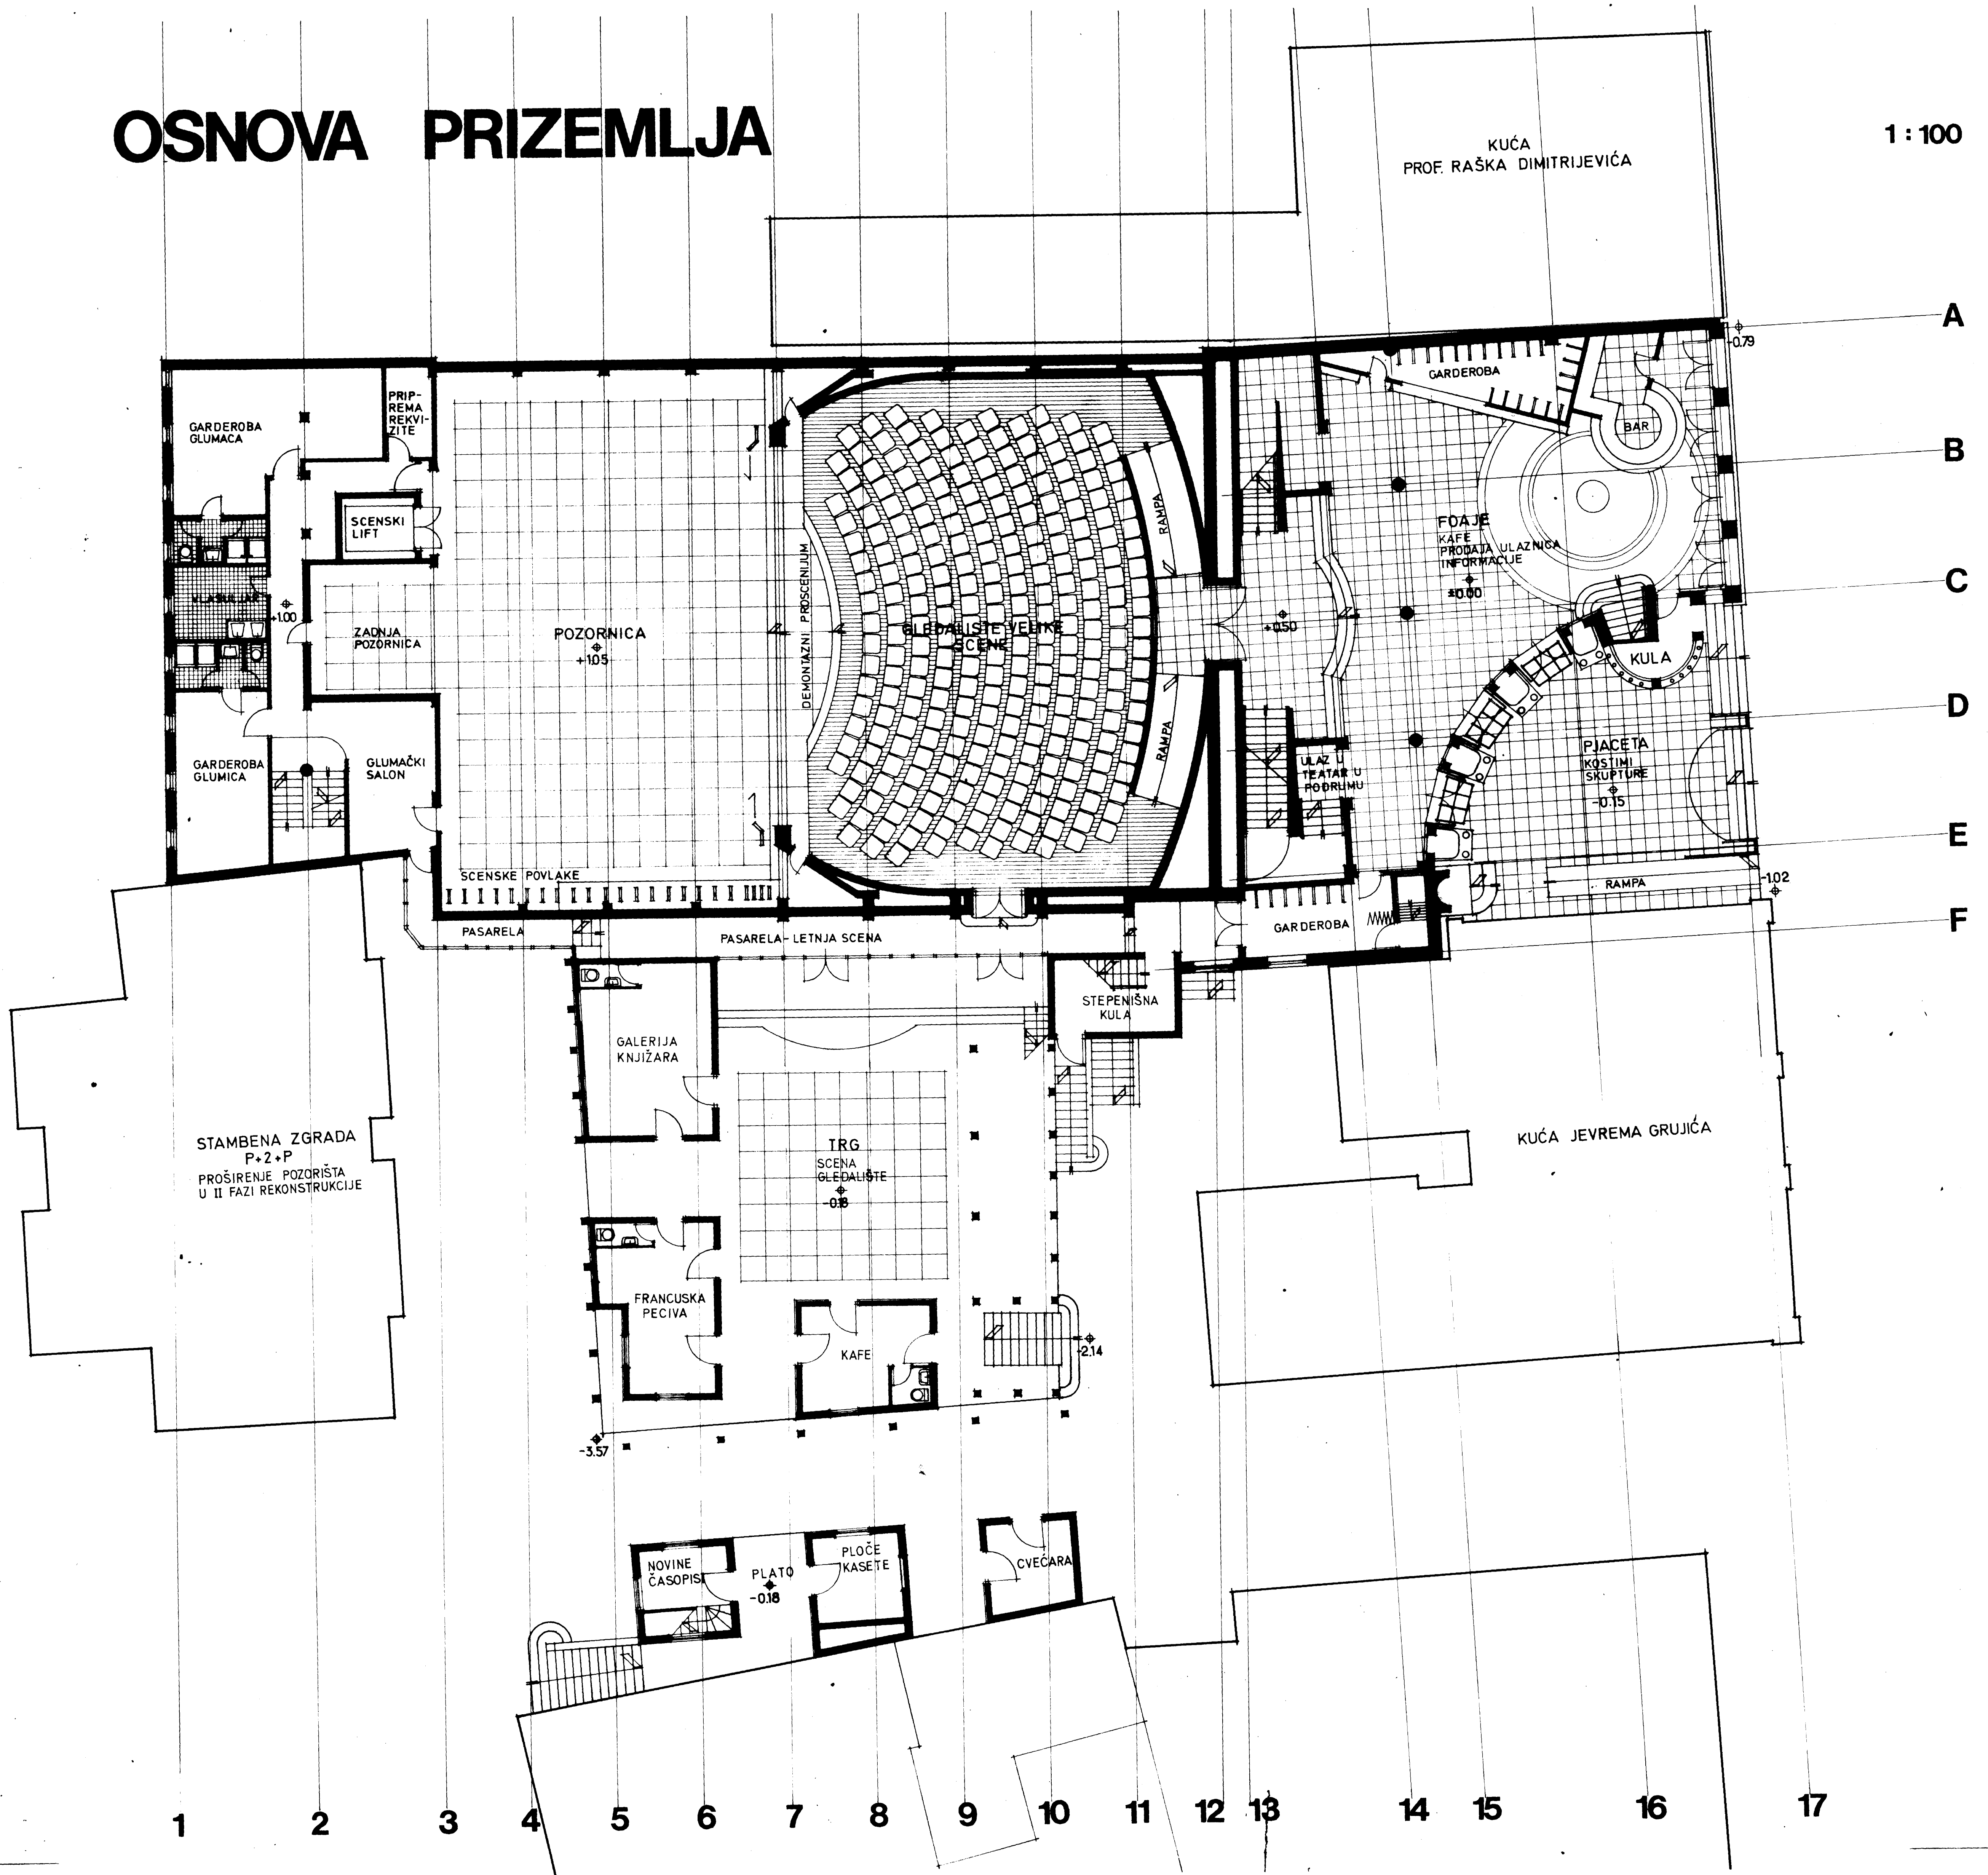 OSNOVA PRIZEMLJA
1 : 100
KUĆA
PROF. RAŠKA DIMITRIJEVIĆA
A
-0.79
GARDEROBA
GLUMACA
PRIP-
REMA
REKVI-
ZITE
GARDEROBA
BAR
B
SCENSKI
LIFT
RAMPA
FOAJE
KAFE
PRODAJA ULAZNICA
INFORMACIJE
±0.00
C
VLASULJAR
+1.00
ZADNJA
POZORNICA
POZORNICA
+1.05
DEMONTAŽNI PROSCENIJUM
GLEDALIŠTE VELIKE
SCENE
+0.50
KULA
D
GARDEROBA
GLUMICA
GLUMAČKI
SALON
RAMPA
ULAZ U
TEATAR U
PODRUMU
PJACETA
KOSTIMI
SKUPTURE
-0.15
E
SCENSKE POVLAKE
RAMPA
-1.02
PASARELA
PASARELA-LETNJA SCENA
GARDEROBA
F
STEPENIŠNA
KULA
GALERIJA
KNJIŽARA
STAMBENA ZGRADA
P+2+P
PROŠIRENJE POZORIŠTA
U II FAZI REKONSTRUKCIJE
TRG
SCENA
GLEDALIŠTE
-0.18
KUĆA JEVREMA GRUJIĆA
FRANCUSKA
PECIVA
KAFE
-2.14
-3.57
NOVINE
ČASOPISI
PLATO
-0.18
PLOČE
KASETE
CVEĆARA
1 2 3 4 5 6 7 8 9 10 11 12 13 14 15 16 17